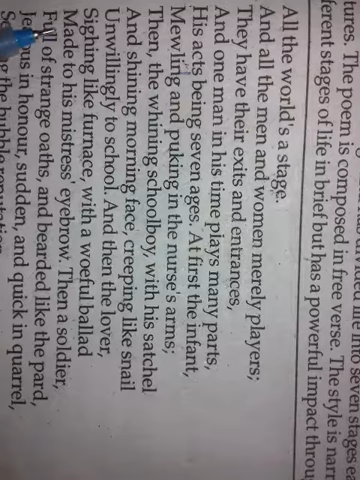 tures. The poem is composed in free verse. The style is narr
ferent stages of life in brief but has a powerful impact throu
All the world's a stage.
And all the men and women merely players;
They have their exits and entrances,
And one man in his time plays many parts,
His acts being seven ages. At first the infant,
Mewling and puking in the nurse's arms;
Then, the whining schoolboy, with his satchel
And shining morning face, creeping like snail
Unwillingly to school. And then the lover,
Sighing like furnace, with a woeful ballad
Made to his mistress' eyebrow. Then a soldier,
of strange oaths, and bearded like the pard,
in honour, sudden, and quick in quarrel,
the bubble reputation